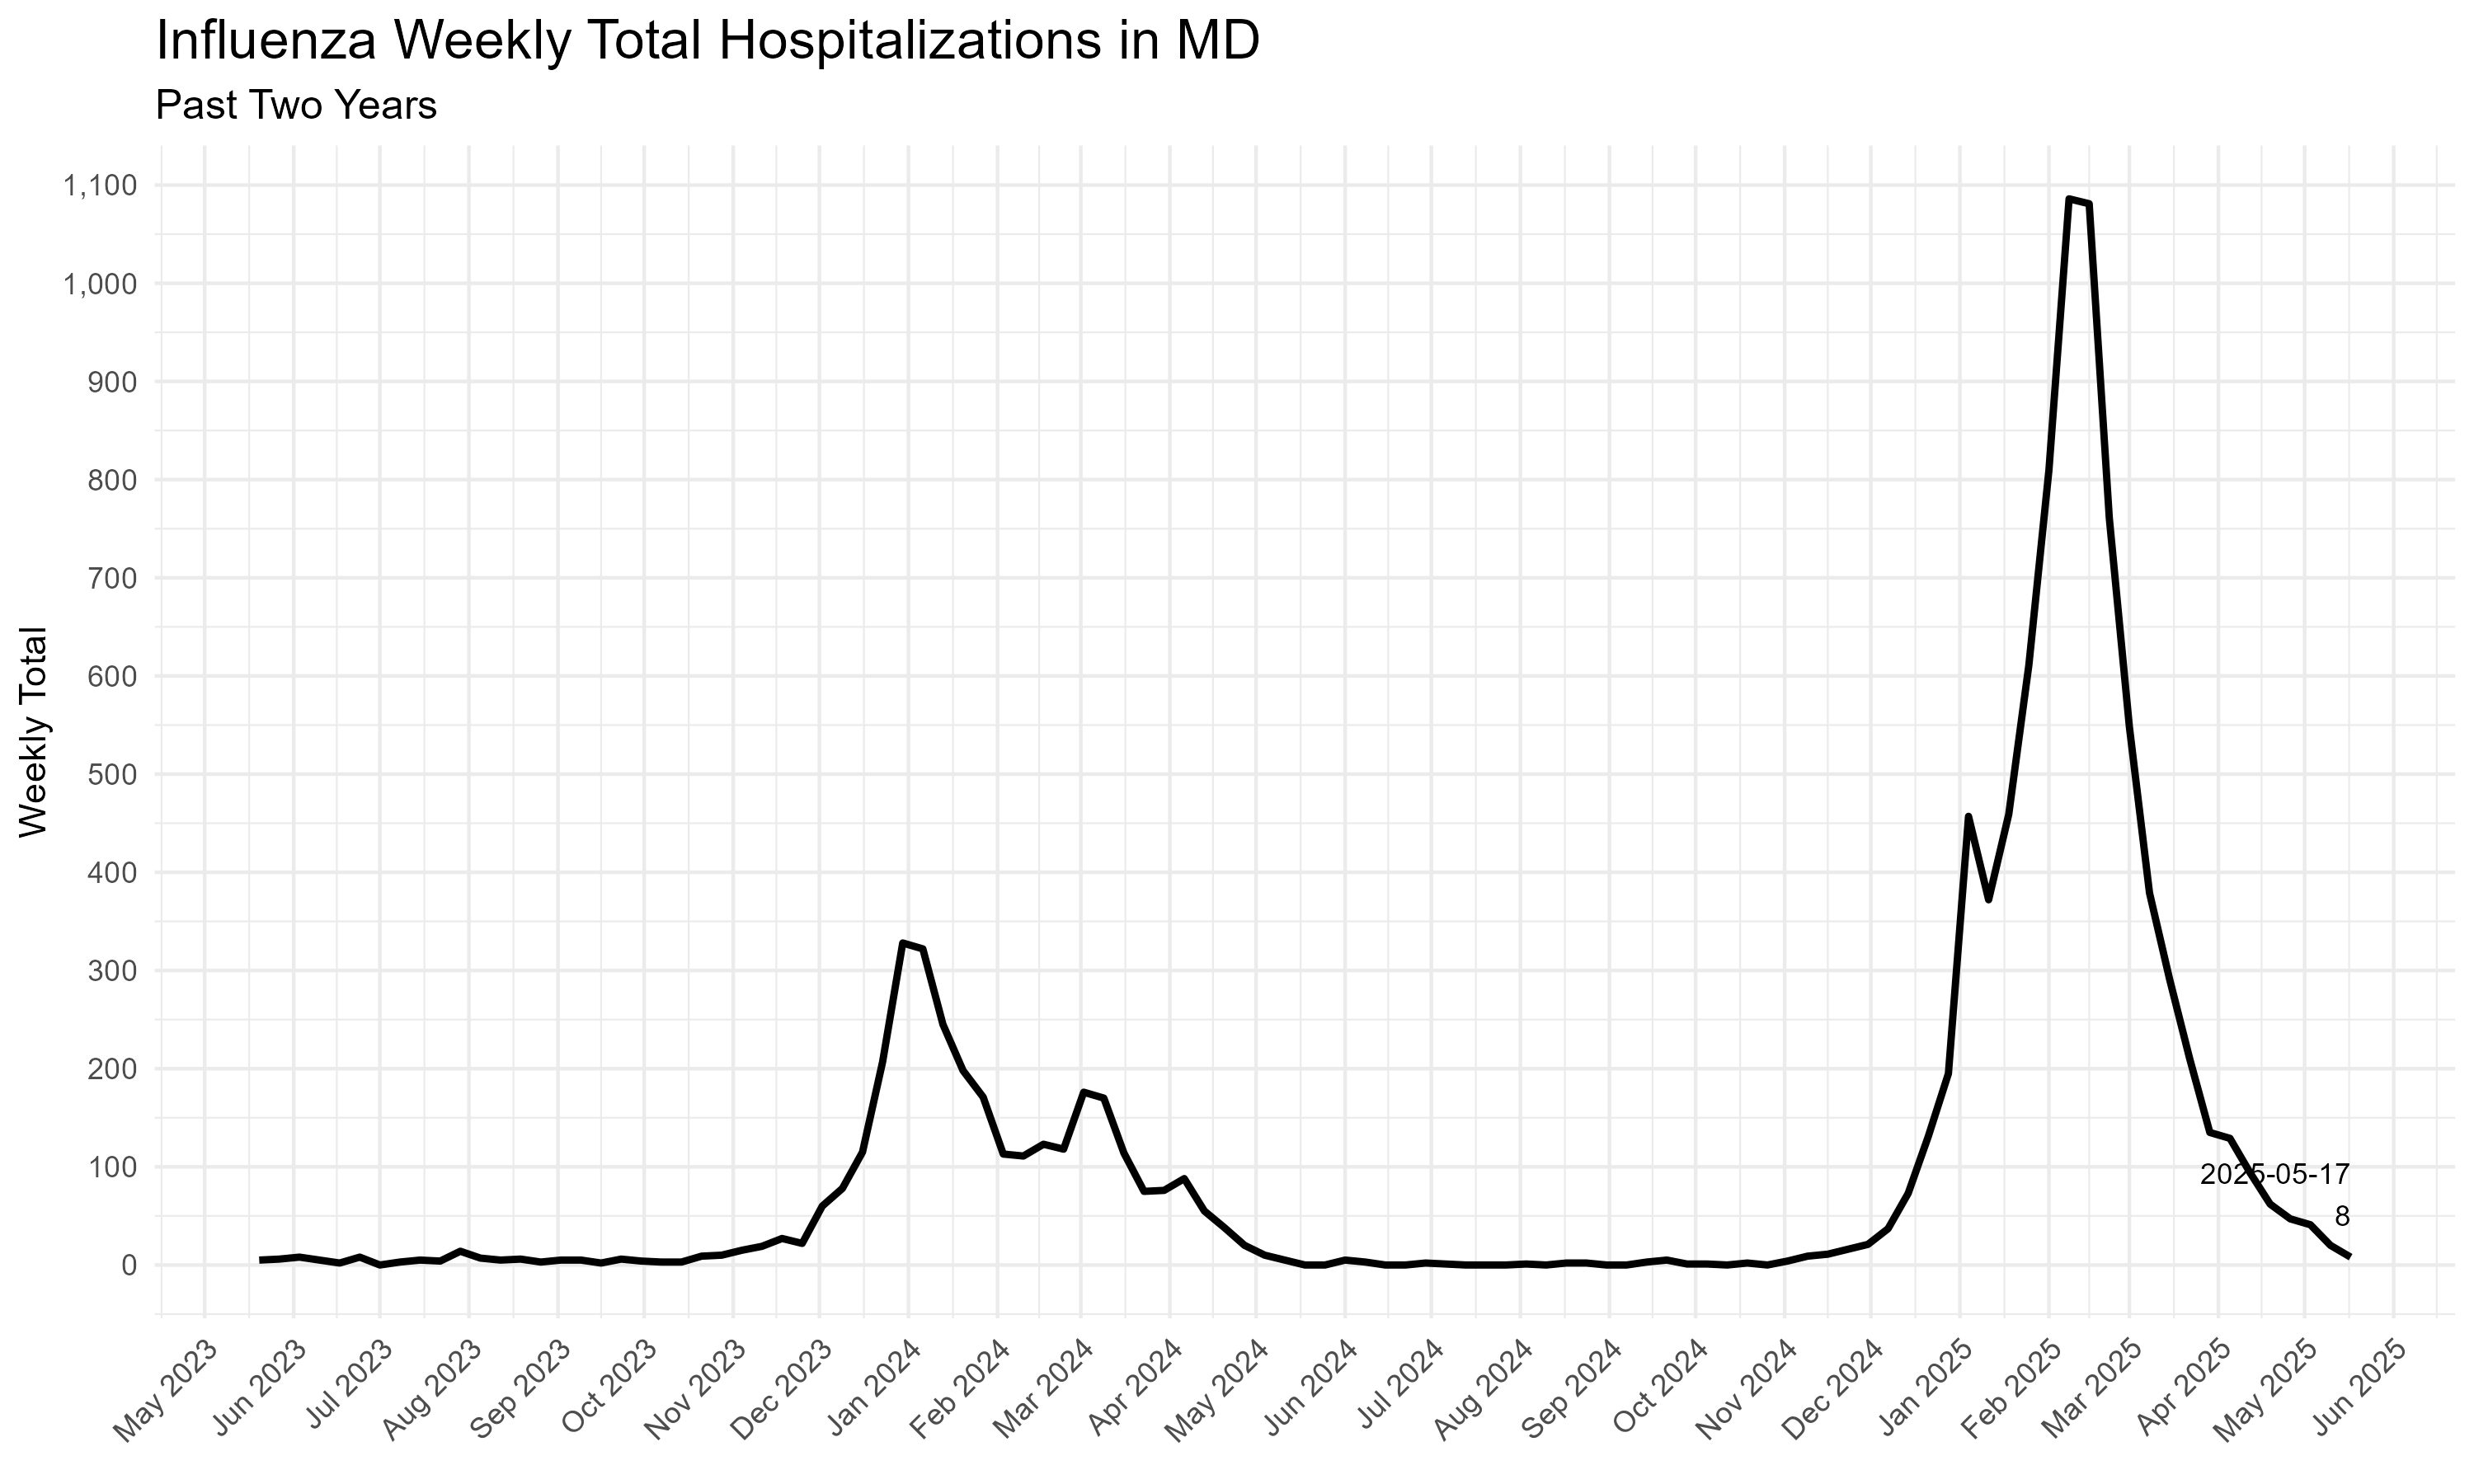 Influenza Weekly Total Hospitalizations in MD
Past Two Years
Weekly Total
1,100
1,000
900
800
700
600
500
400
300
200
100
0
2025-05-17
8
May 2023
Jun 2023
Jul 2023
Aug 2023
Sep 2023
Oct 2023
Nov 2023
Dec 2023
Jan 2024
Feb 2024
Mar 2024
Apr 2024
May 2024
Jun 2024
Jul 2024
Aug 2024
Sep 2024
Oct 2024
Nov 2024
Dec 2024
Jan 2025
Feb 2025
Mar 2025
Apr 2025
May 2025
Jun 2025